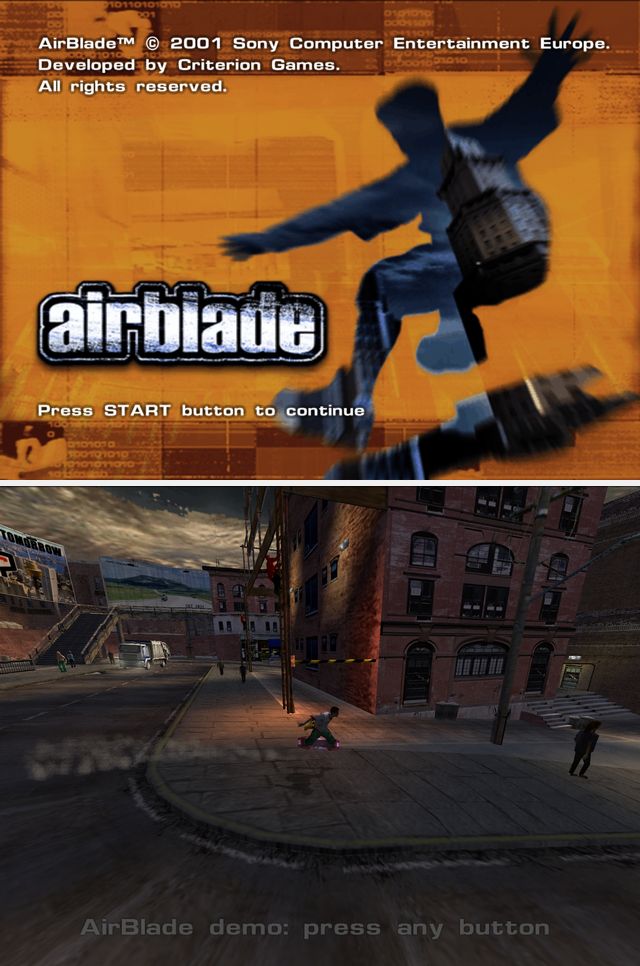 AirBlade™ © 2001 Sony Computer Entertainment Europe.
Developed by Criterion Games.
All rights reserved.
airblade
Press START button to continue
TOMORROW
AirBlade demo: press any button